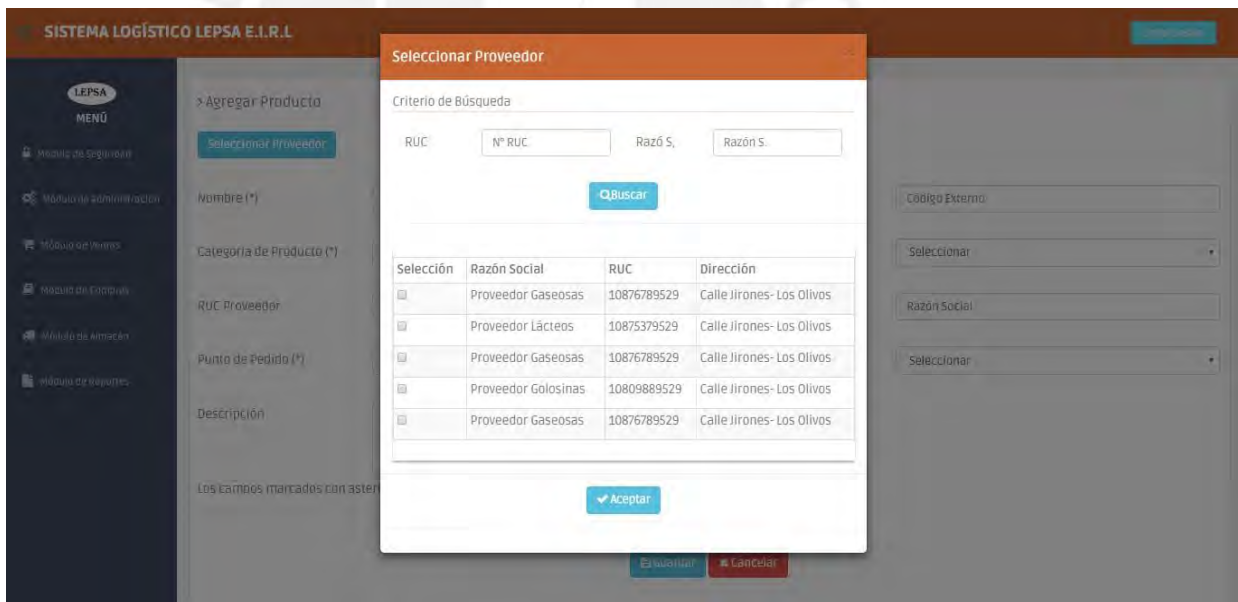 SISTEMA LOGÍSTICO LEPSA E.I.R.L
LEPSA
MENÚ
Módulo de Seguridad
Módulo de Administración
Módulo de Ventas
Módulo de Compras
Módulo de Almacén
Módulo de Reportes
> Agregar Producto
Seleccionar Proveedor
Nombre (*)
Código Externo
Categoría de Producto (*)
Seleccionar
RUC Proveedor
Razón Social
Punto de Pedido (*)
Seleccionar
Descripción
Los campos marcados con aster
Guardar
Cancelar
Seleccionar Proveedor
Criterio de Búsqueda
RUC N° RUC Razó S, Razón S.
Buscar
Selección Razón Social RUC Dirección
Proveedor Gaseosas 10876789529 Calle Jirones- Los Olivos
Proveedor Lácteos 10875379529 Calle Jirones- Los Olivos
Proveedor Gaseosas 10876789529 Calle Jirones- Los Olivos
Proveedor Golosinas 10809889529 Calle Jirones- Los Olivos
Proveedor Gaseosas 10876789529 Calle Jirones- Los Olivos
Aceptar